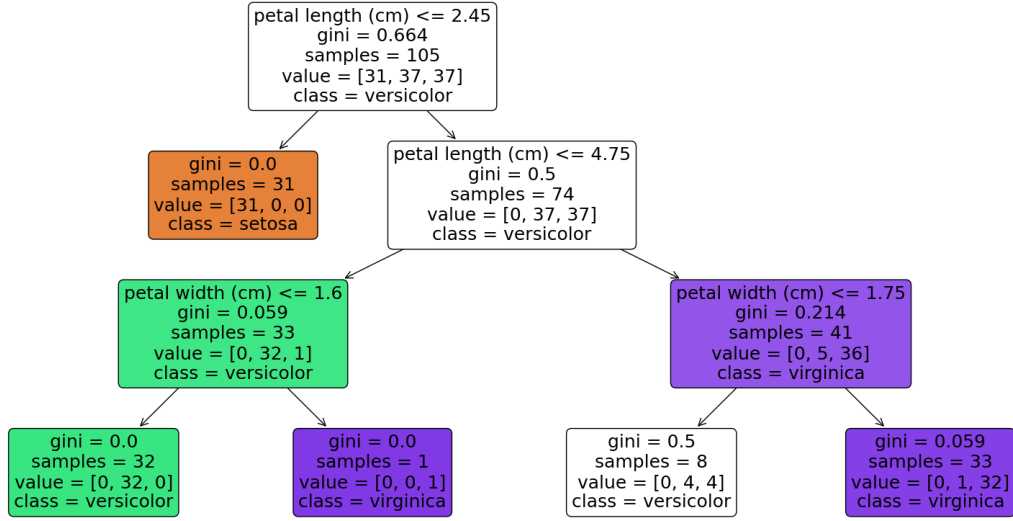 petal length (cm) <= 2.45
gini = 0.664
samples = 105
value = [31, 37, 37]
class = versicolor
gini = 0.0
samples = 31
value = [31, 0, 0]
class = setosa
petal length (cm) <= 4.75
gini = 0.5
samples = 74
value = [0, 37, 37]
class = versicolor
petal width (cm) <= 1.6
gini = 0.059
samples = 33
value = [0, 32, 1]
class = versicolor
petal width (cm) <= 1.75
gini = 0.214
samples = 41
value = [0, 5, 36]
class = virginica
gini = 0.0
samples = 32
value = [0, 32, 0]
class = versicolor
gini = 0.0
samples = 1
value = [0, 0, 1]
class = virginica
gini = 0.5
samples = 8
value = [0, 4, 4]
class = versicolor
gini = 0.059
samples = 33
value = [0, 1, 32]
class = virginica